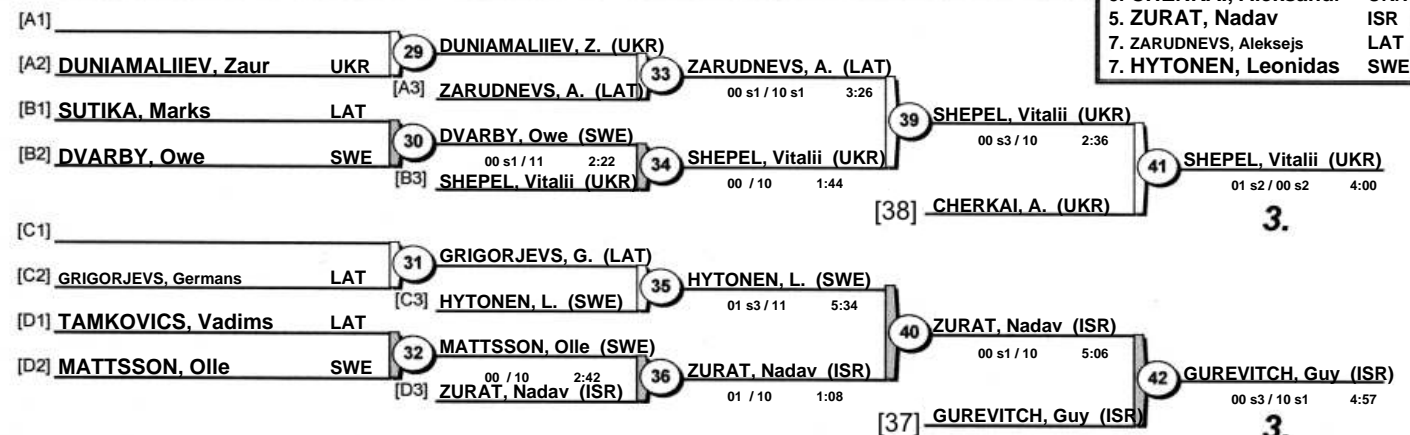 5. ZURAT, Nadav ISR
7. ZARUDNEVS, Aleksejs LAT
7. HYTONEN, Leonidas SWE
[A1]
29 DUNIAMALIIEV, Z. (UKR)
[A2] DUNIAMALIIEV, Zaur UKR
33 ZARUDNEVS, A. (LAT)
[A3] ZARUDNEVS, A. (LAT)
00 s1 / 10 s1 3:26
[B1] SUTIKA, Marks LAT
39 SHEPEL, Vitalii (UKR)
30 DVARBY, Owe (SWE)
00 s3 / 10 2:36
[B2] DVARBY, Owe SWE
00 s1 / 11 2:22
34 SHEPEL, Vitalii (UKR)
41 SHEPEL, Vitalii (UKR)
[B3] SHEPEL, Vitalii (UKR)
00 / 10 1:44
01 s2 / 00 s2 4:00
[38] CHERKAI, A. (UKR)
3.
[C1]
31 GRIGORJEVS, G. (LAT)
[C2] GRIGORJEVS, Germans LAT
35 HYTONEN, L. (SWE)
[C3] HYTONEN, L. (SWE)
01 s3 / 11 5:34
[D1] TAMKOVICS, Vadims LAT
40 ZURAT, Nadav (ISR)
32 MATTSSON, Olle (SWE)
00 s1 / 10 5:06
[D2] MATTSSON, Olle SWE
00 / 10 2:42
36 ZURAT, Nadav (ISR)
42 GUREVITCH, Guy (ISR)
[D3] ZURAT, Nadav (ISR)
01 / 10 1:08
00 s3 / 10 s1 4:57
[37] GUREVITCH, Guy (ISR)
3.